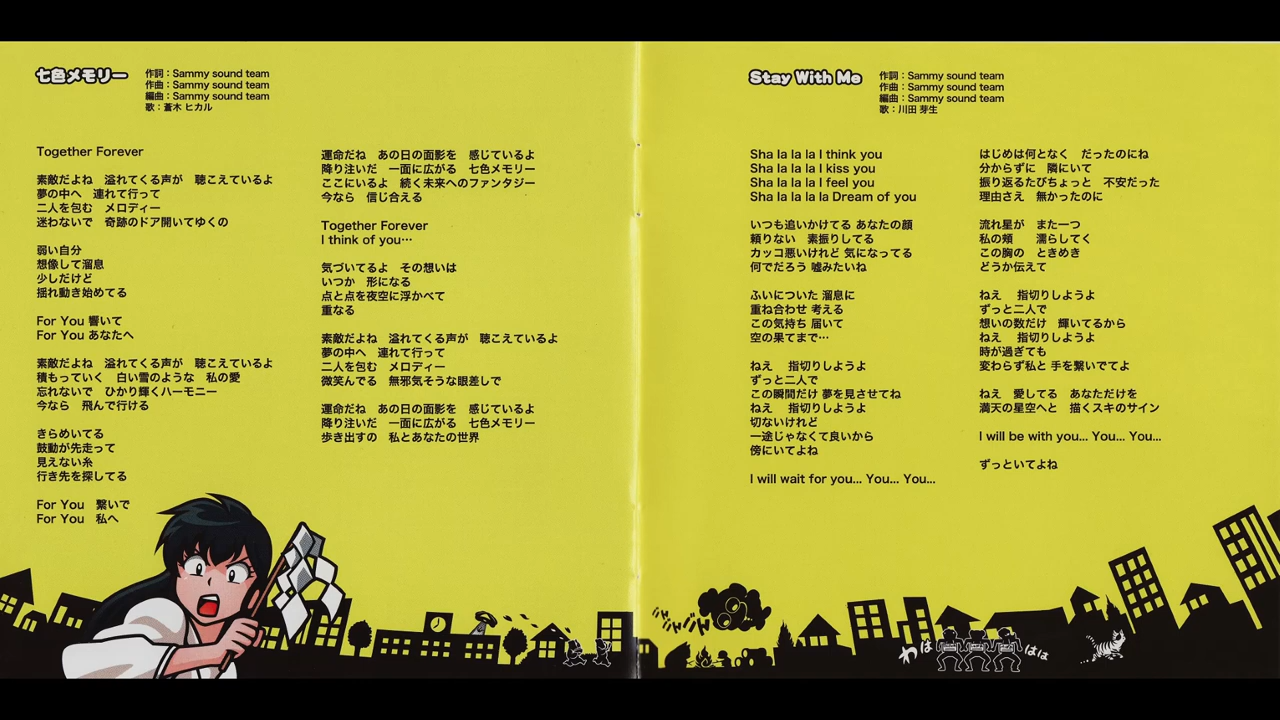 七色メモリー
作詞：Sammy sound team
作曲：Sammy sound team
編曲：Sammy sound team
歌：蒼木 ヒカル
Together Forever
素敵だよね　溢れてくる声が　聴こえているよ
夢の中へ　連れて行って
二人を包む　メロディー
迷わないで　奇跡のドア開いてゆくの
弱い自分
想像して溜息
少しだけど
揺れ動き始めてる
For You 響いて
For You あなたへ
素敵だよね　溢れてくる声が　聴こえているよ
積もっていく　白い雪のような　私の愛
忘れないで　ひかり輝くハーモニー
今なら　飛んで行ける
きらめいてる
鼓動が先走って
見えない糸
行き先を探してる
For You　繋いで
For You　私へ
運命だね　あの日の面影を　感じているよ
降り注いだ　一面に広がる　七色メモリー
ここにいるよ　続く未来へのファンタジー
今なら　信じ合える
Together Forever
I think of you…
気づいてるよ　その想いは
いつか　形になる
点と点を夜空に浮かべて
重なる
素敵だよね　溢れてくる声が　聴こえているよ
夢の中へ　連れて行って
二人を包む　メロディー
微笑んでる　無邪気そうな眼差しで
運命だね　あの日の面影を　感じているよ
降り注いだ　一面に広がる　七色メモリー
歩き出すの　私とあなたの世界
Stay With Me
作詞：Sammy sound team
作曲：Sammy sound team
編曲：Sammy sound team
歌：川田 芽生
Sha la la la I think you
Sha la la la I kiss you
Sha la la la I feel you
Sha la la la la Dream of you
いつも追いかけてる あなたの顔
頼りない　素振りしてる
カッコ悪いけれど 気になってる
何でだろう 嘘みたいね
ふいについた 溜息に
重ね合わせ 考える
この気持ち 届いて
空の果てまで…
ねえ　指切りしようよ
ずっと二人で
この瞬間だけ 夢を見させてね
ねえ　指切りしようよ
切ないけれど
一途じゃなくて良いから
傍にいてよね
I will wait for you... You... You...
はじめは何となく　だったのにね
分からずに　隣にいて
振り返るたびちょっと　不安だった
理由さえ　無かったのに
流れ星が　また一つ
私の頬　　濡らしてく
この胸の　ときめき
どうか伝えて
ねえ　指切りしようよ
ずっと二人で
想いの数だけ　輝いてるから
ねえ　指切りしようよ
時が過ぎても
変わらず私と 手を繋いでてよ
ねえ　愛してる　あなただけを
満天の星空へと　描くスキのサイン
I will be with you... You... You...
ずっといてよね
わは
はは